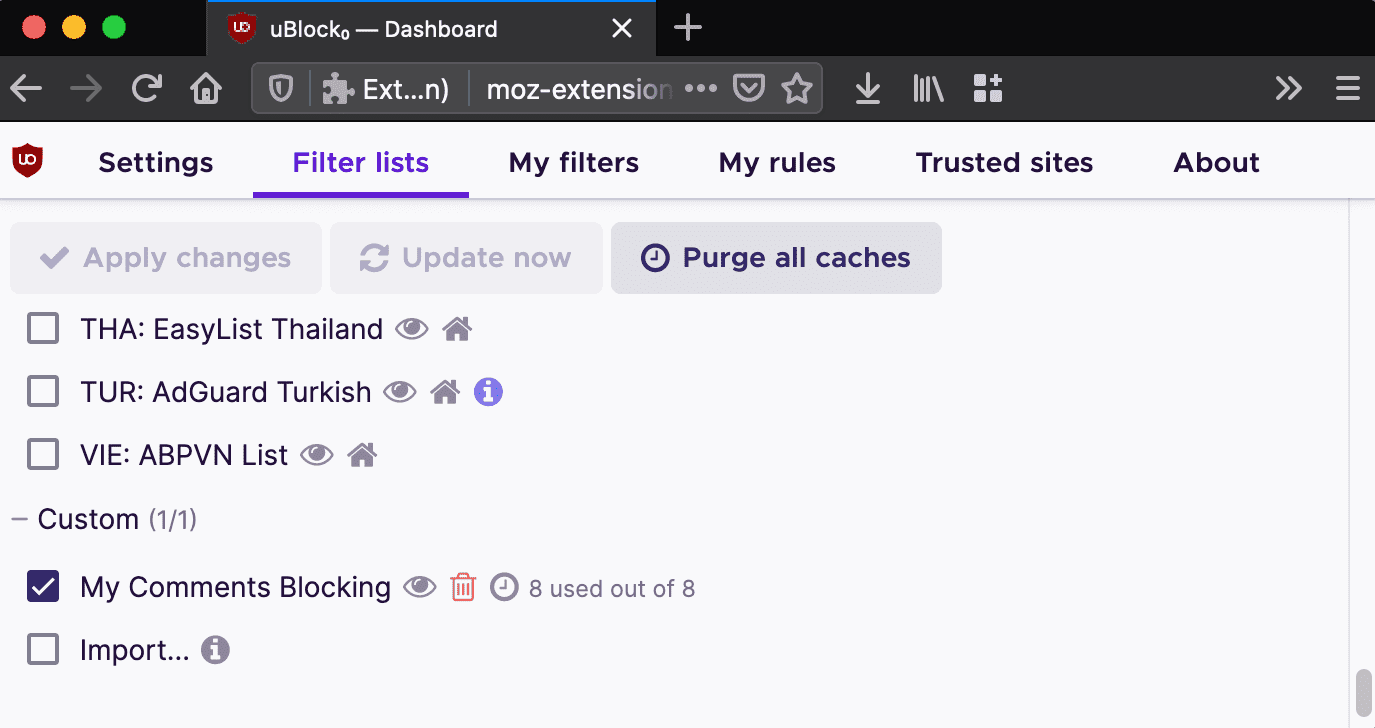 uBlock₀ — Dashboard
Ext...n) moz-extension
Settings Filter lists My filters My rules Trusted sites About
Apply changes Update now Purge all caches
THA: EasyList Thailand
TUR: AdGuard Turkish
VIE: ABPVN List
Custom (1/1)
My Comments Blocking 8 used out of 8
Import...